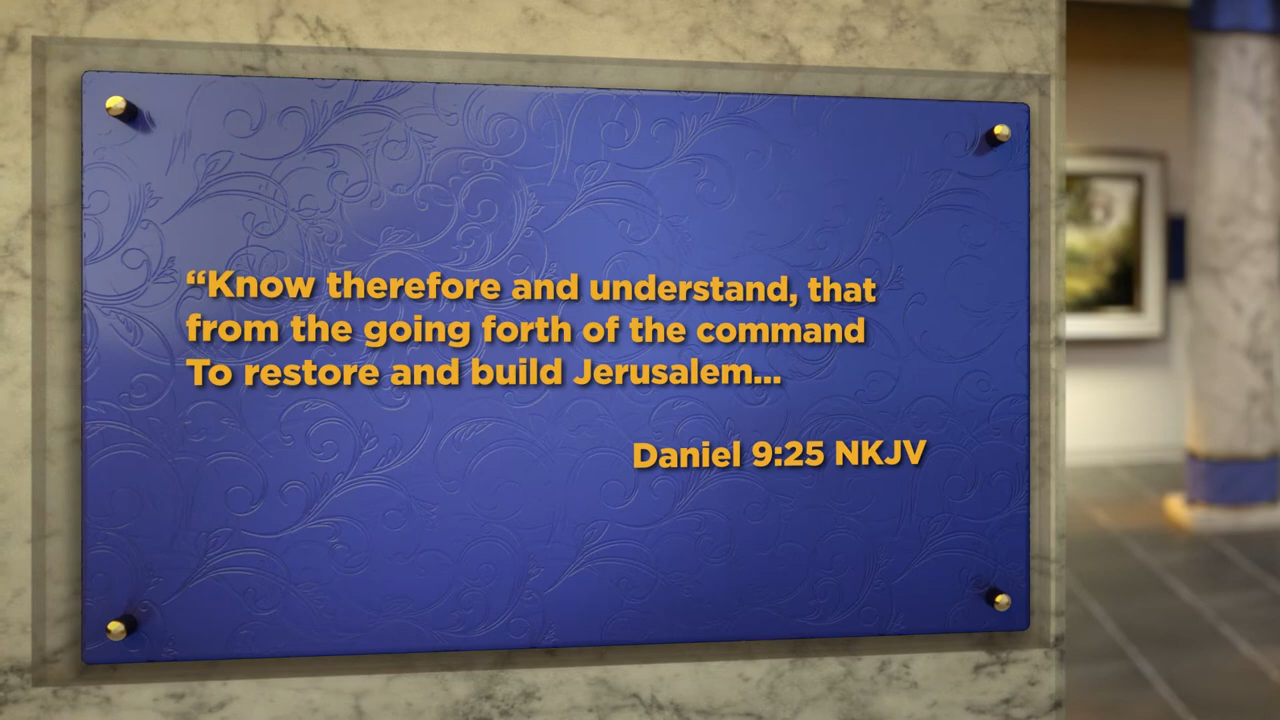 “Know therefore and understand, that
from the going forth of the command
To restore and build Jerusalem...
Daniel 9:25 NKJV